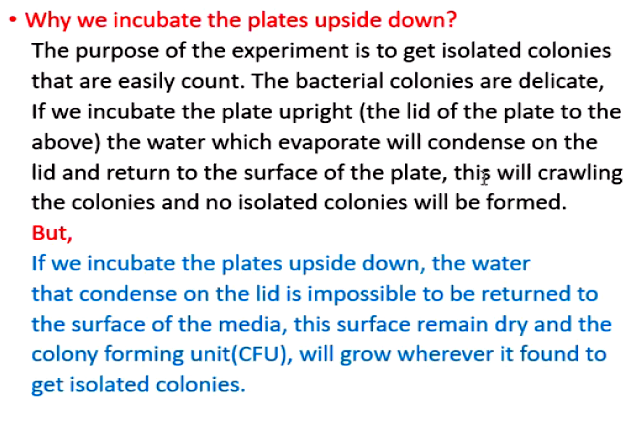 • Why we incubate the plates upside down?
The purpose of the experiment is to get isolated colonies
that are easily count. The bacterial colonies are delicate,
If we incubate the plate upright (the lid of the plate to the
above) the water which evaporate will condense on the
lid and return to the surface of the plate, this will crawling
the colonies and no isolated colonies will be formed.
But,
If we incubate the plates upside down, the water
that condense on the lid is impossible to be returned to
the surface of the media, this surface remain dry and the
colony forming unit(CFU), will grow wherever it found to
get isolated colonies.